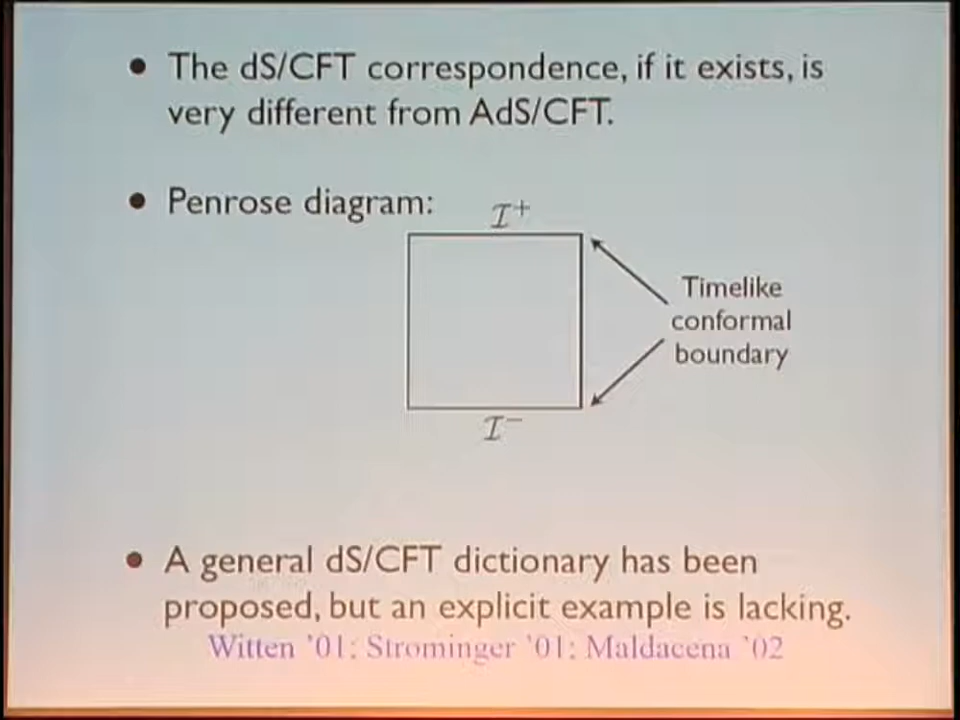 • The dS/CFT correspondence, if it exists, is
very different from AdS/CFT.
• Penrose diagram:
ℐ⁺
Timelike
conformal
boundary
ℐ⁻
• A general dS/CFT dictionary has been
proposed, but an explicit example is lacking.
Witten '01; Strominger '01; Maldacena `02